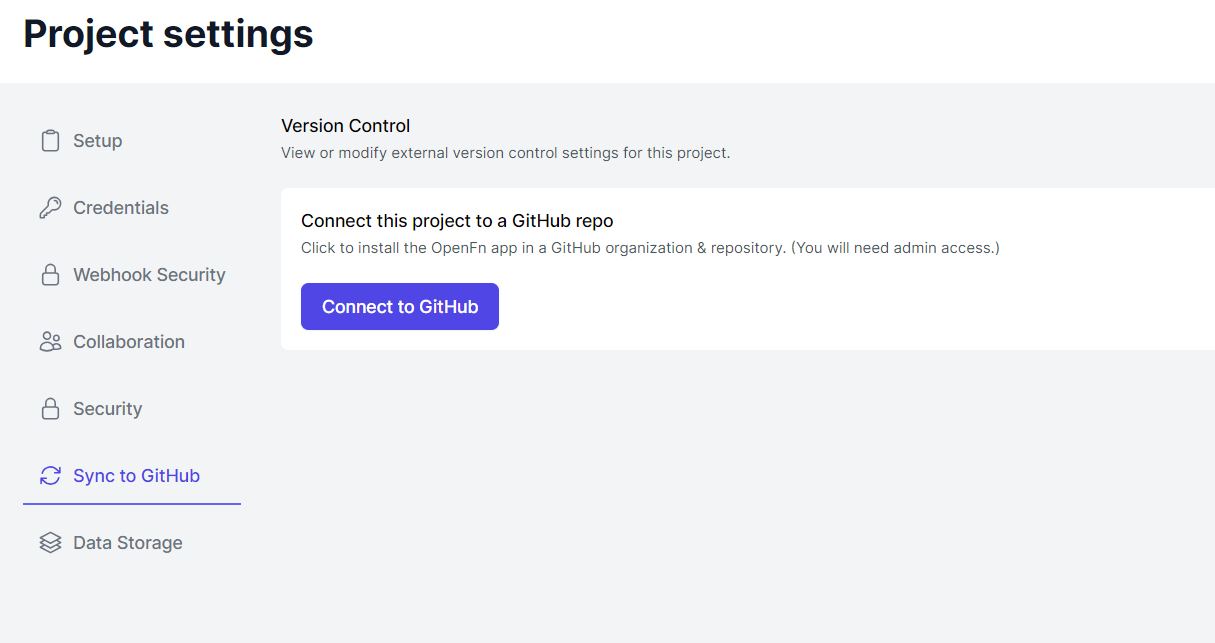 Project settings
Setup
Credentials
Webhook Security
Collaboration
Security
Sync to GitHub
Data Storage
Version Control
View or modify external version control settings for this project.
Connect this project to a GitHub repo
Click to install the OpenFn app in a GitHub organization & repository. (You will need admin access.)
Connect to GitHub